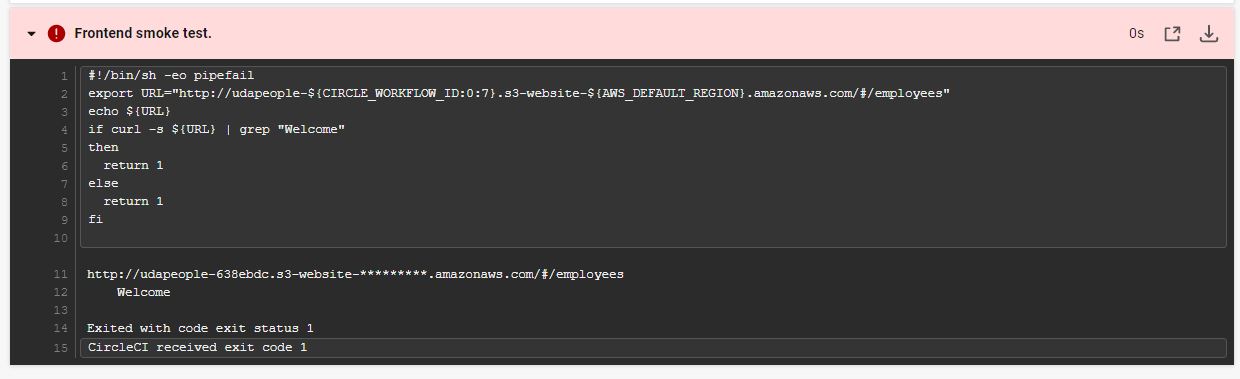 Frontend smoke test.
0s
1 #!/bin/sh -eo pipefail
2 export URL="http://udapeople-${CIRCLE_WORKFLOW_ID:0:7}.s3-website-${AWS_DEFAULT_REGION}.amazonaws.com/#/employees"
3 echo ${URL}
4 if curl -s ${URL} | grep "Welcome"
5 then
6   return 1
7 else
8   return 1
9 fi
10
11 http://udapeople-638ebdc.s3-website-*********.amazonaws.com/#/employees
12     Welcome
13
14 Exited with code exit status 1
15 CircleCI received exit code 1